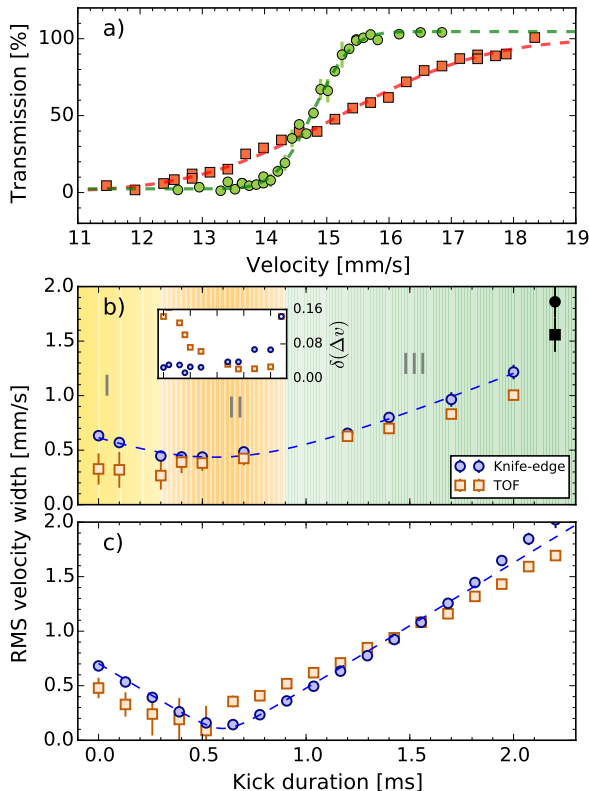 a)
Transmission [%]
100
50
0
11 12 13 14 15 16 17 18 19
Velocity [mm/s]
b)
2.0
1.5
1.0
0.5
0.0
0.16
0.08
0.00
δ(Δv)
I
II
III
Knife-edge
TOF
RMS velocity width [mm/s]
c)
2.0
1.5
1.0
0.5
0.0
0.0 0.5 1.0 1.5 2.0
Kick duration [ms]